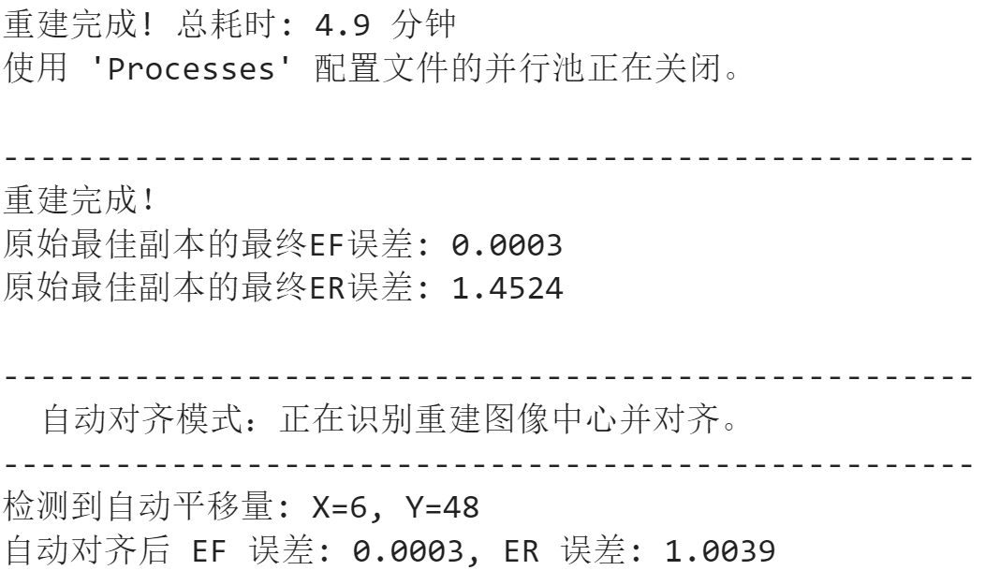 重建完成! 总耗时: 4.9 分钟
使用 'Processes' 配置文件的并行池正在关闭。
----------------------------------------------------
重建完成!
原始最佳副本的最终EF误差: 0.0003
原始最佳副本的最终ER误差: 1.4524
----------------------------------------------------
自动对齐模式：正在识别重建图像中心并对齐。
----------------------------------------------------
检测到自动平移量: X=6, Y=48
自动对齐后 EF 误差: 0.0003, ER 误差: 1.0039